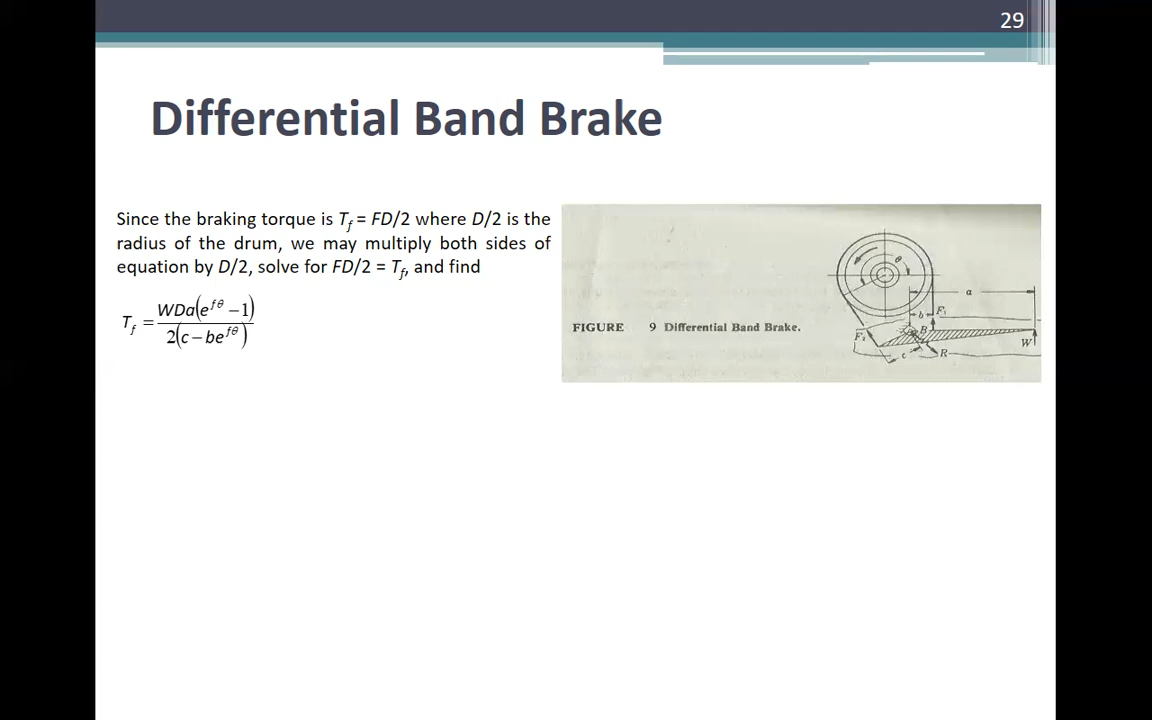 29
Differential Band Brake
Since the braking torque is T_f = FD/2 where D/2 is the
radius of the drum, we may multiply both sides of
equation by D/2, solve for FD/2 = T_f, and find
T_f = WDa(e^{fθ} − 1) / 2(c − be^{fθ})
FIGURE 9 Differential Band Brake.
θ
a
b F₁
F₂ B W
c R